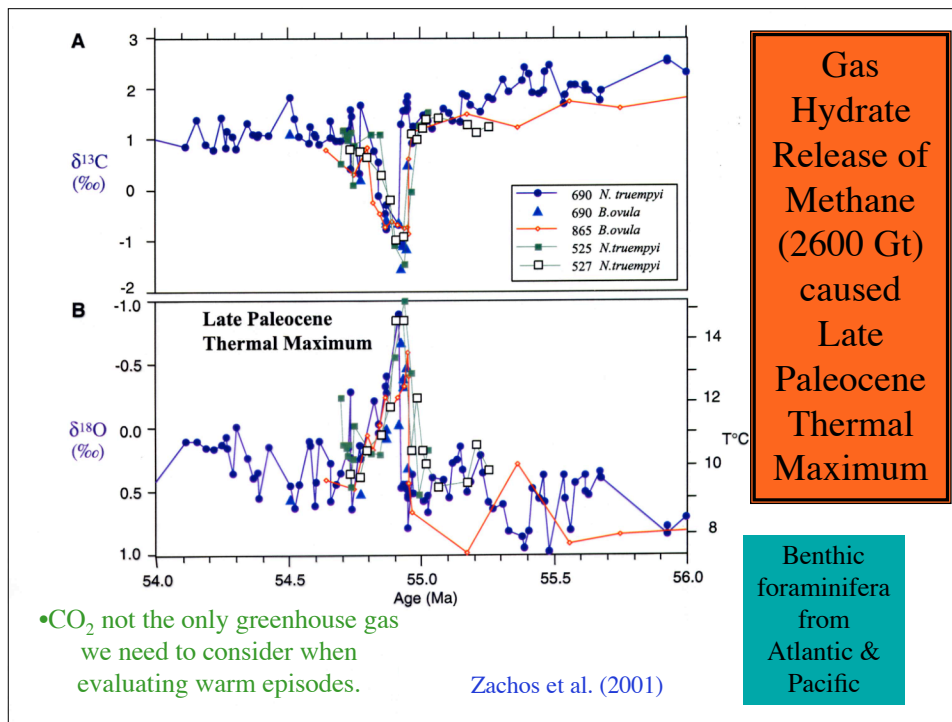 A
3
2
1
0
-1
-2
δ13C
(‰)
690 N. truempyi
690 B.ovula
865 B.ovula
525 N.truempyi
527 N.truempyi
B
-1.0
-0.5
0.0
0.5
1.0
δ18O
(‰)
Late Paleocene
Thermal Maximum
14
12
10
8
T°C
54.0
54.5
55.0
55.5
56.0
Age (Ma)
Gas
Hydrate
Release of
Methane
(2600 Gt)
caused
Late
Paleocene
Thermal
Maximum
Benthic
foraminifera
from
Atlantic &
Pacific
•CO2 not the only greenhouse gas
we need to consider when
evaluating warm episodes.
Zachos et al. (2001)